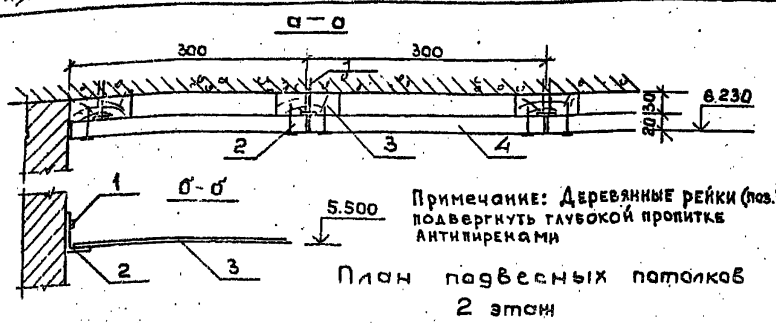 а-а
300 300
30
20
6.230
2 3 4
1
б-б
5.500
2 3
Примечание: Деревянные рейки (поз.
подвергнуть глубокой пропитке
антипиренами
План подвесных потолков
2 этаж